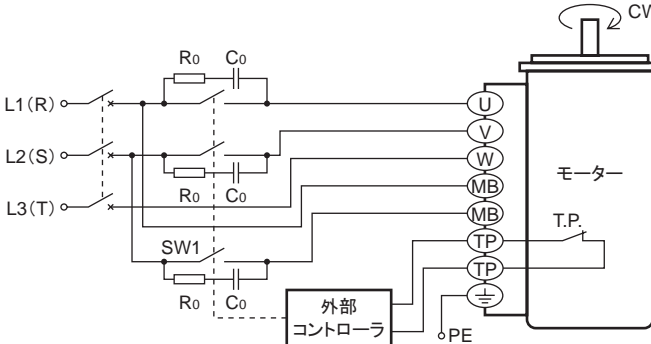 CW
R0 C0
L1(R)
U
L2(S)
V
R0 C0
W
モーター
MB
L3(T)
MB
T.P.
SW1
TP
TP
R0 C0
外部
コントローラ
PE